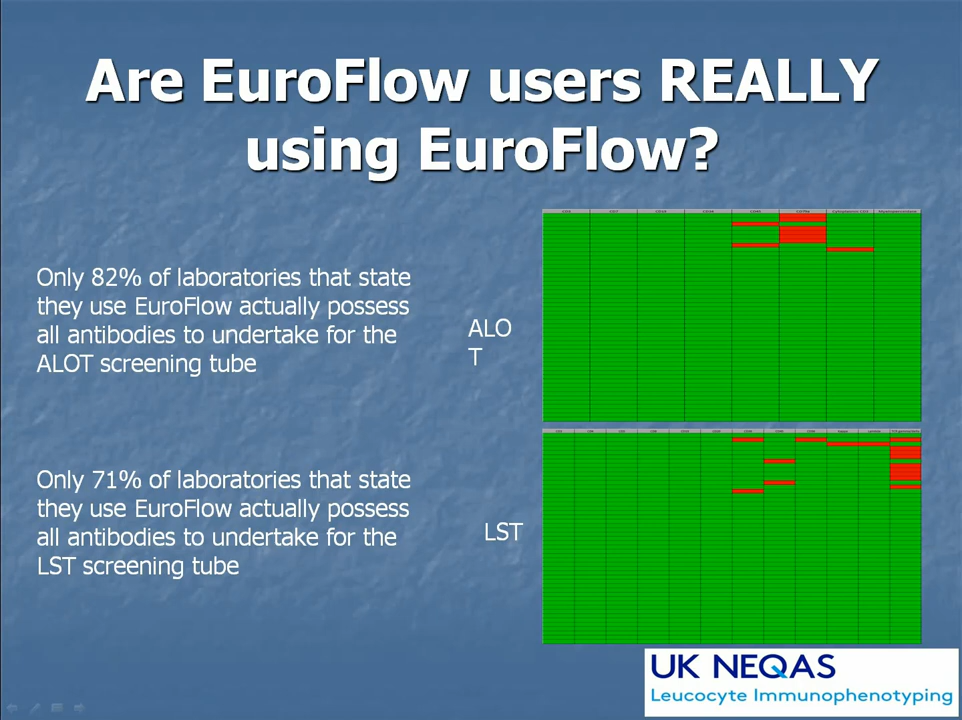 Are EuroFlow users REALLY
using EuroFlow?
Only 82% of laboratories that state
they use EuroFlow actually possess
all antibodies to undertake for the
ALOT screening tube
ALO
T
Only 71% of laboratories that state
they use EuroFlow actually possess
all antibodies to undertake for the
LST screening tube
LST
UK NEQAS
Leucocyte Immunophenotyping